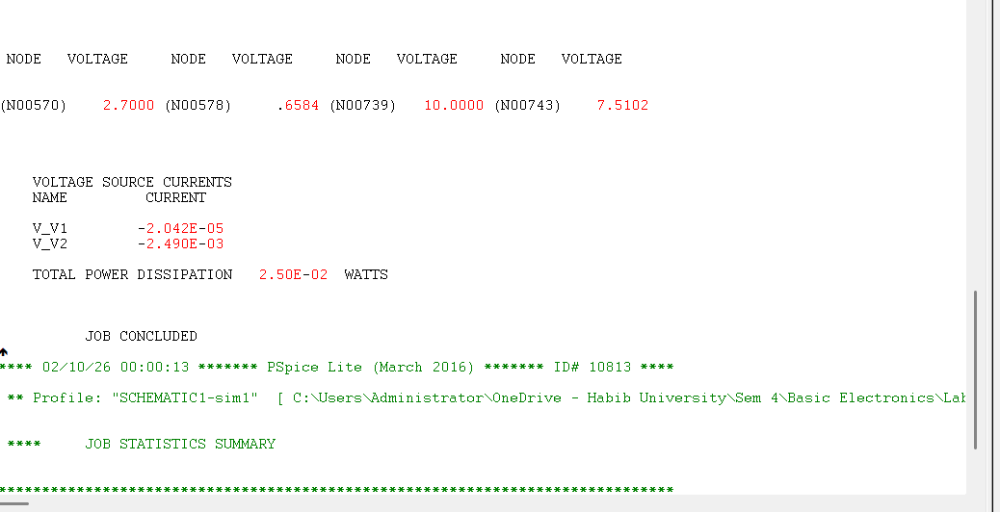 NODE VOLTAGE NODE VOLTAGE NODE VOLTAGE NODE VOLTAGE
(N00570) 2.7000 (N00578) .6584 (N00739) 10.0000 (N00743) 7.5102
VOLTAGE SOURCE CURRENTS
NAME CURRENT
V_V1 -2.042E-05
V_V2 -2.490E-03
TOTAL POWER DISSIPATION 2.50E-02 WATTS
JOB CONCLUDED
**** 02/10/26 00:00:13 ******* PSpice Lite (March 2016) ******* ID# 10813 ****
** Profile: "SCHEMATIC1-sim1" [ C:\Users\Administrator\OneDrive - Habib University\Sem 4\Basic Electronics\Lab
**** JOB STATISTICS SUMMARY
******************************************************************************